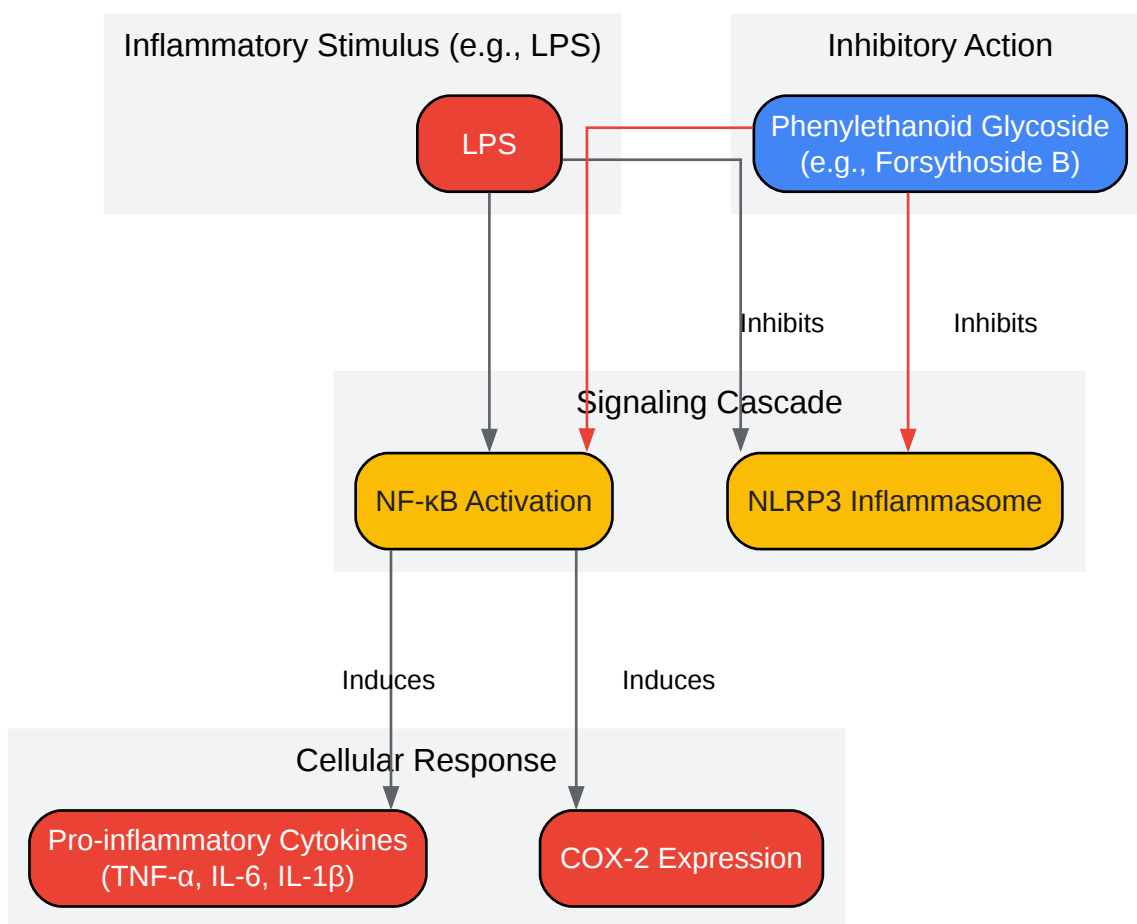 Inflammatory Stimulus (e.g., LPS)
Inhibitory Action
LPS
Phenylethanoid Glycoside
(e.g., Forsythoside B)
Inhibits
Inhibits
Signaling Cascade
NF-κB Activation
NLRP3 Inflammasome
Induces
Induces
Cellular Response
Pro-inflammatory Cytokines
(TNF-α, IL-6, IL-1β)
COX-2 Expression